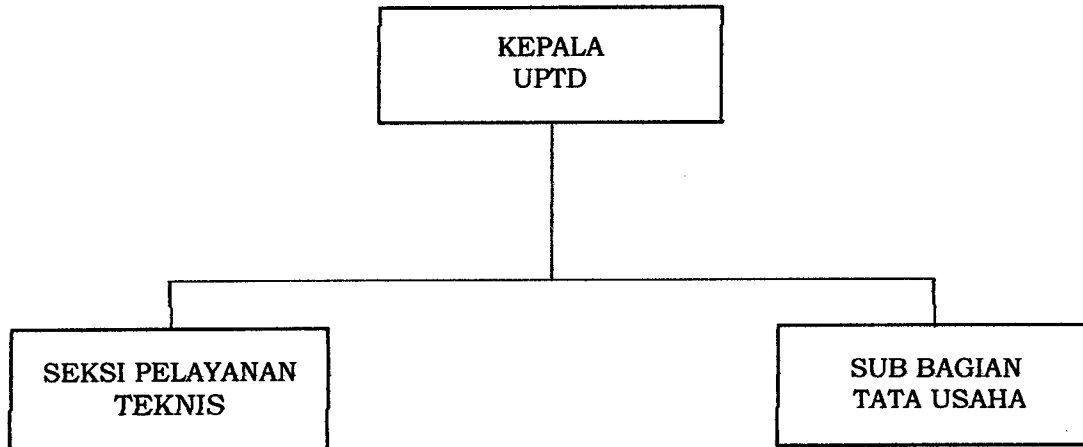 KEPALA
UPTD
SEKSI PELAYANAN
TEKNIS
SUB BAGIAN
TATA USAHA